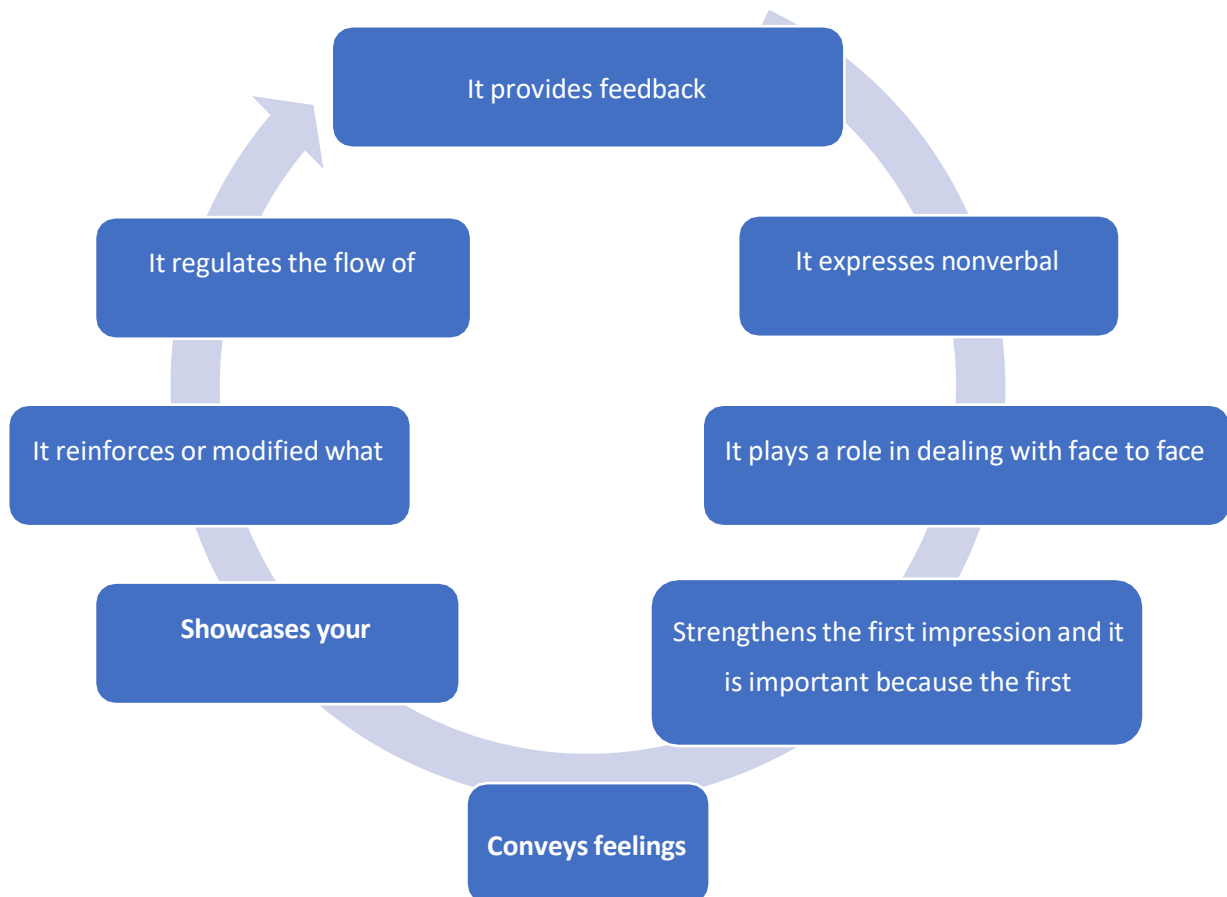 It provides feedback
It expresses nonverbal
It plays a role in dealing with face to face
Strengthens the first impression and it
is important because the first
Conveys feelings
Showcases your
It reinforces or modified what
It regulates the flow of